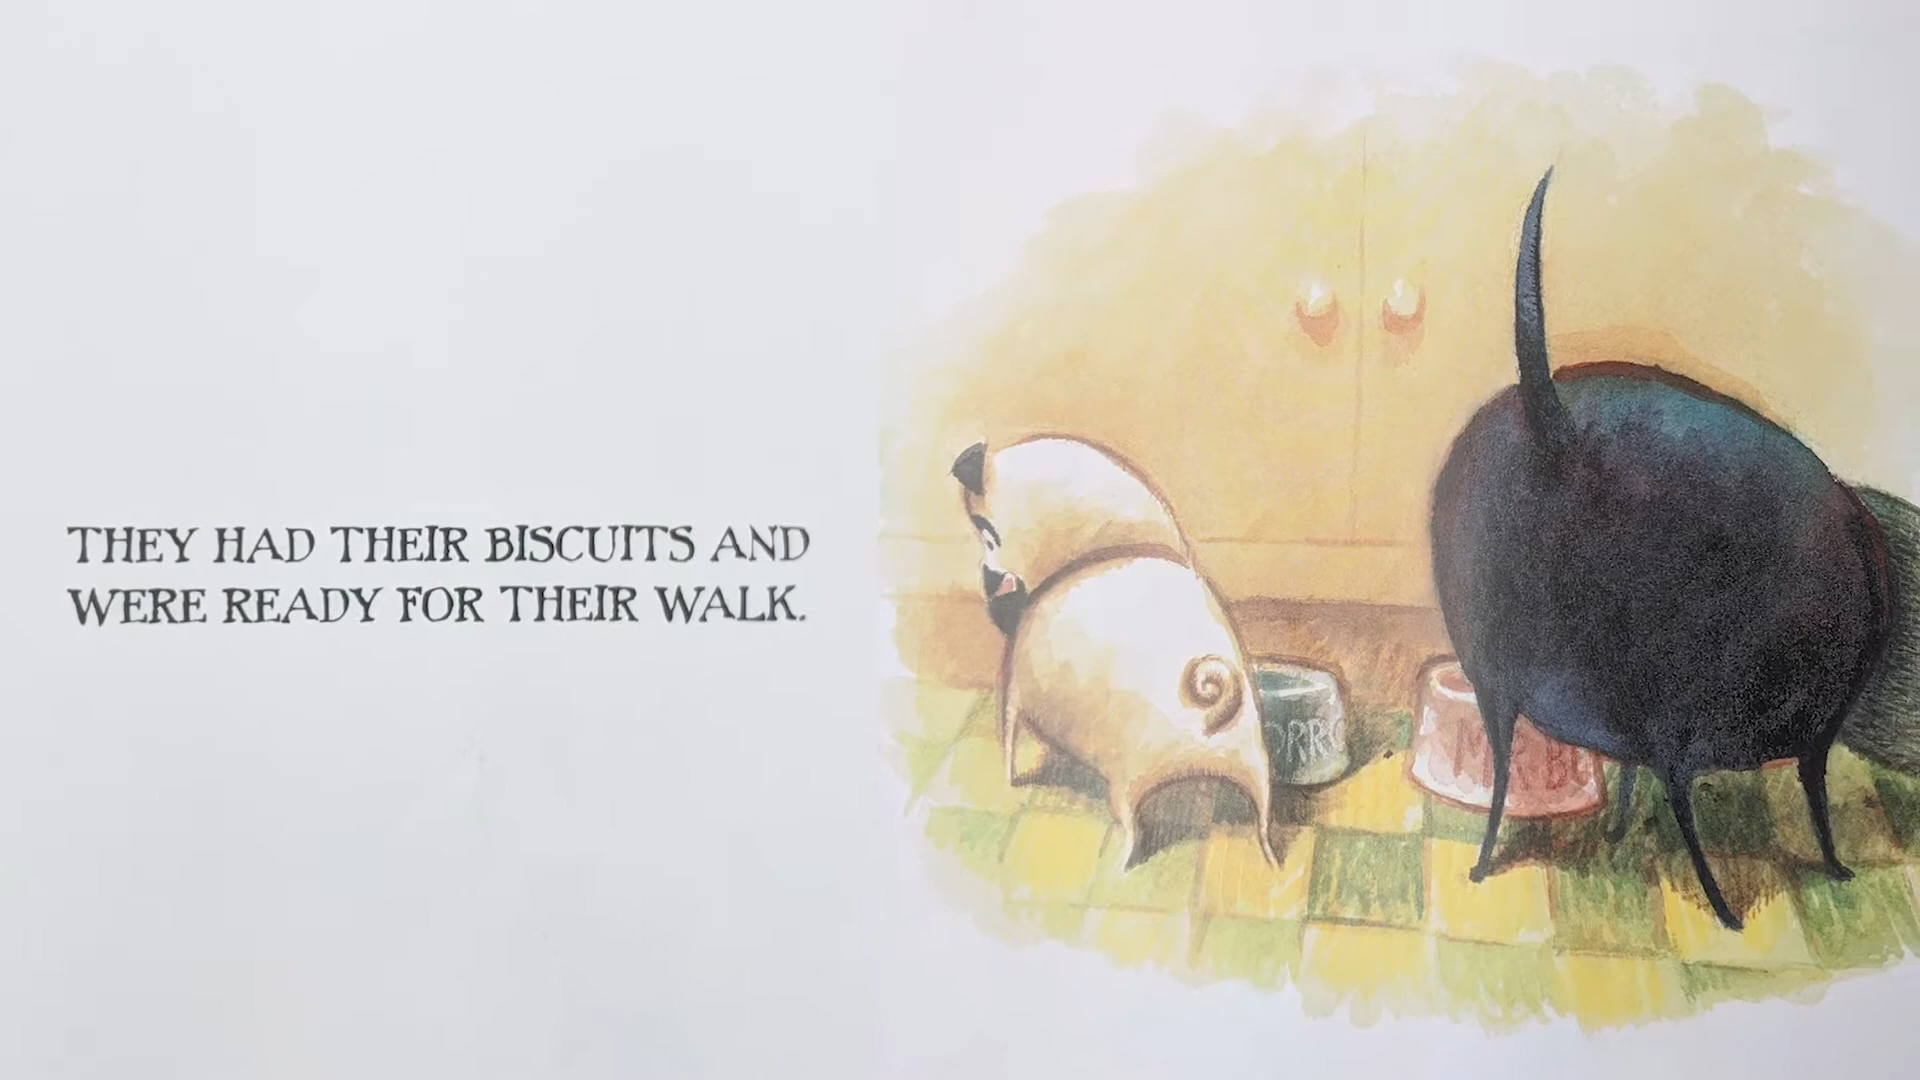 THEY HAD THEIR BISCUITS AND
WERE READY FOR THEIR WALK.